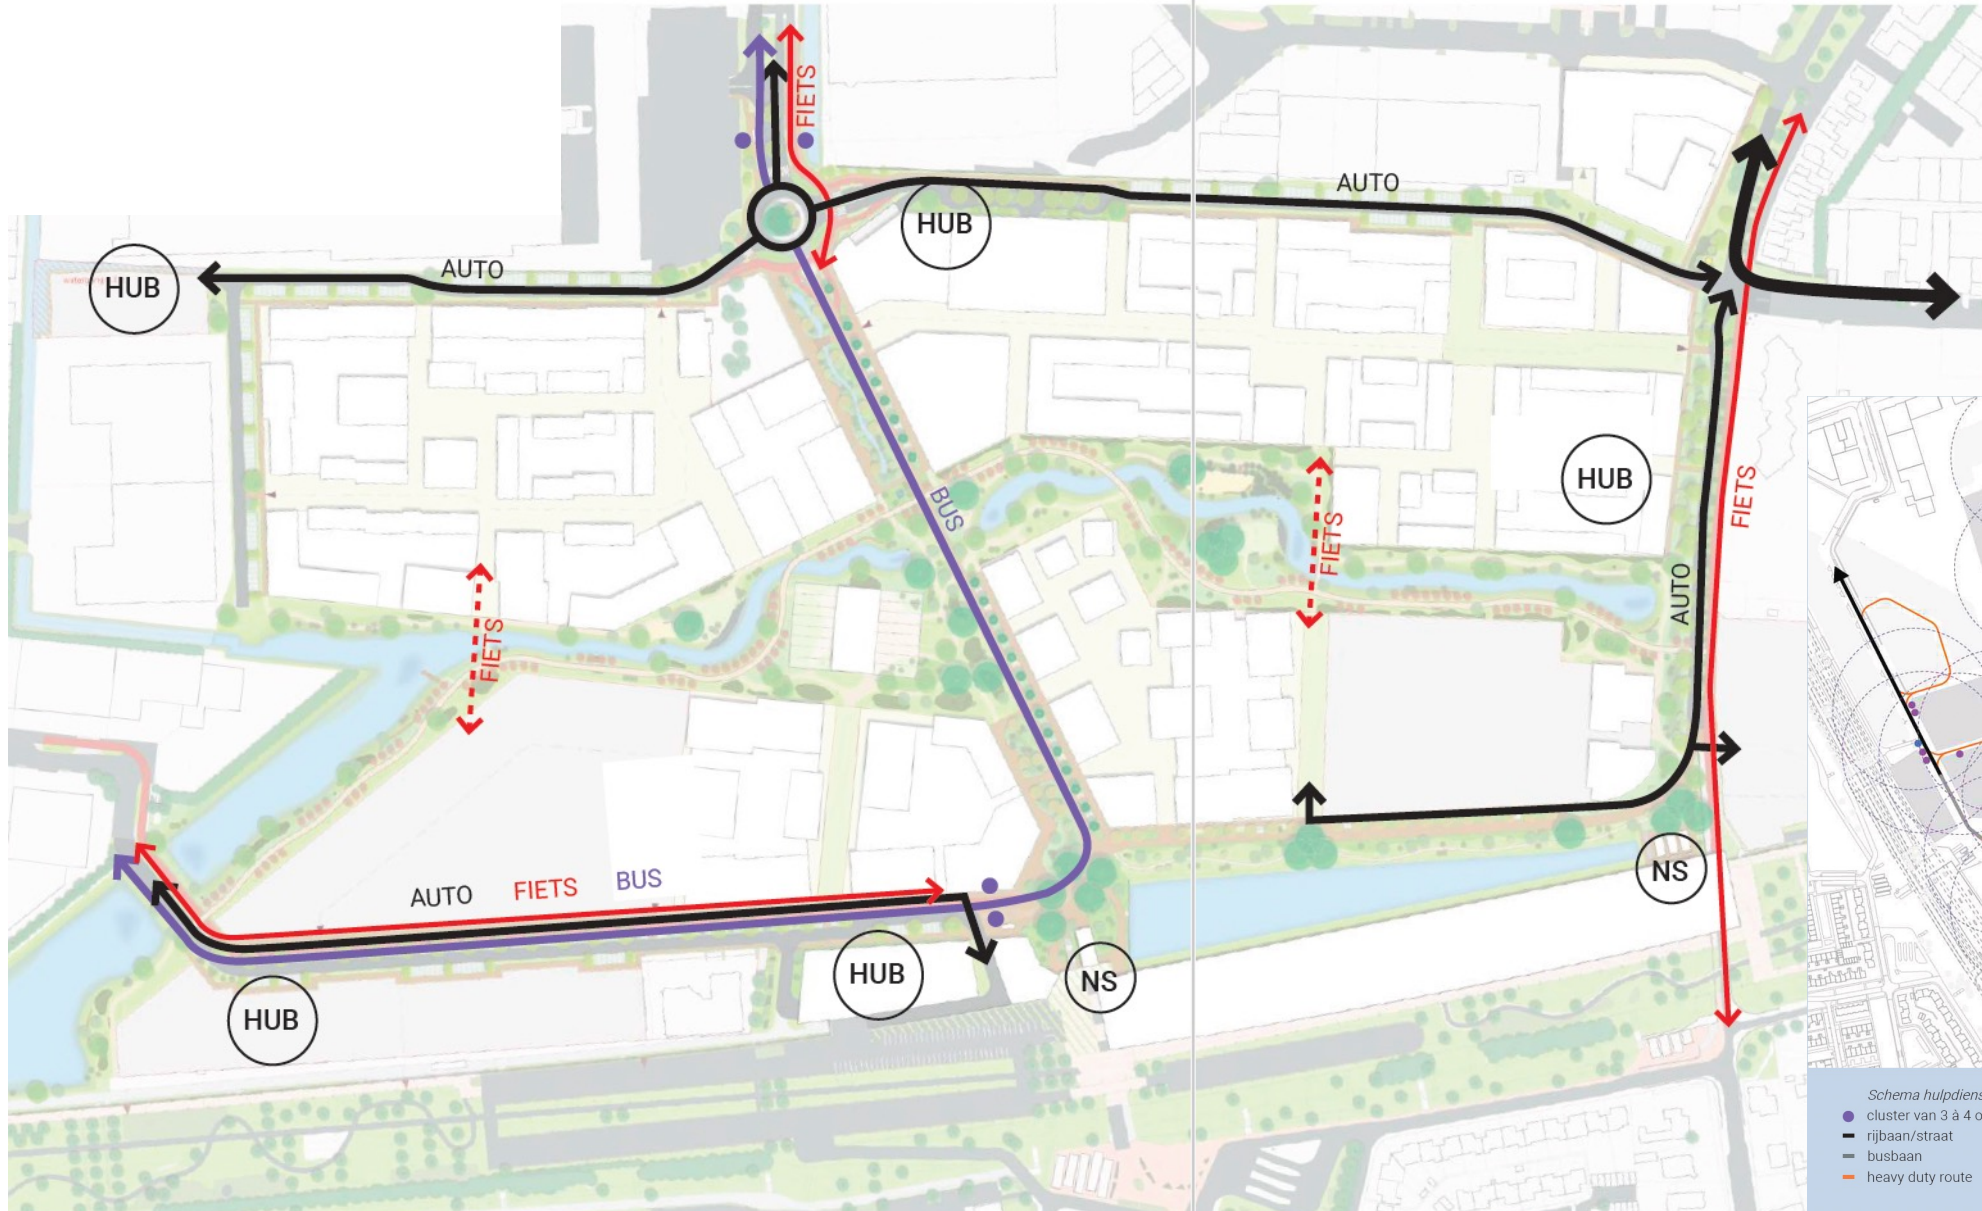 FIETS
AUTO
HUB
AUTO
HUB
BUS
HUB
FIETS
FIETS
AUTO
FIETS
AUTO
FIETS
BUS
NS
HUB
NS
HUB
Schema hulpdiens
cluster van 3 à 4 o
rijbaan/straat
busbaan
heavy duty route